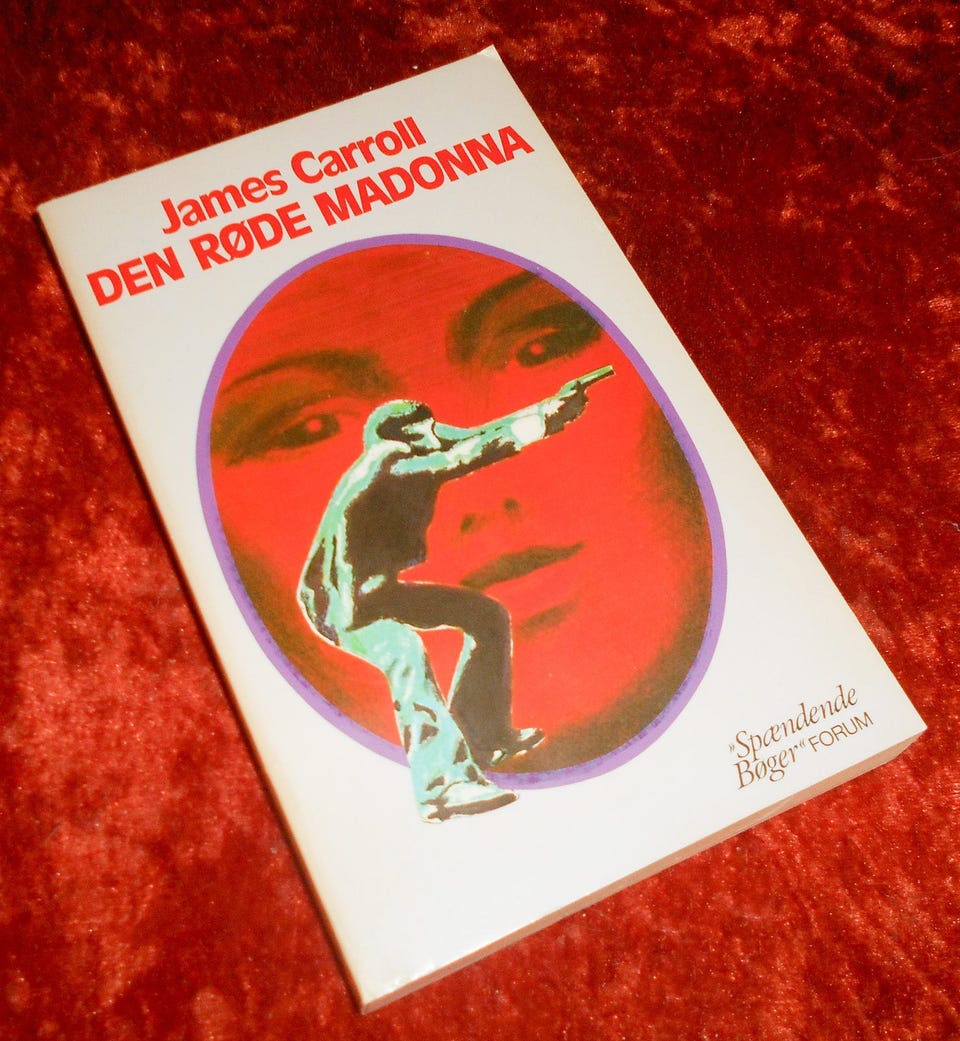 James Carroll
DEN RØDE MADONNA
»Spændende
Bøger« FORUM